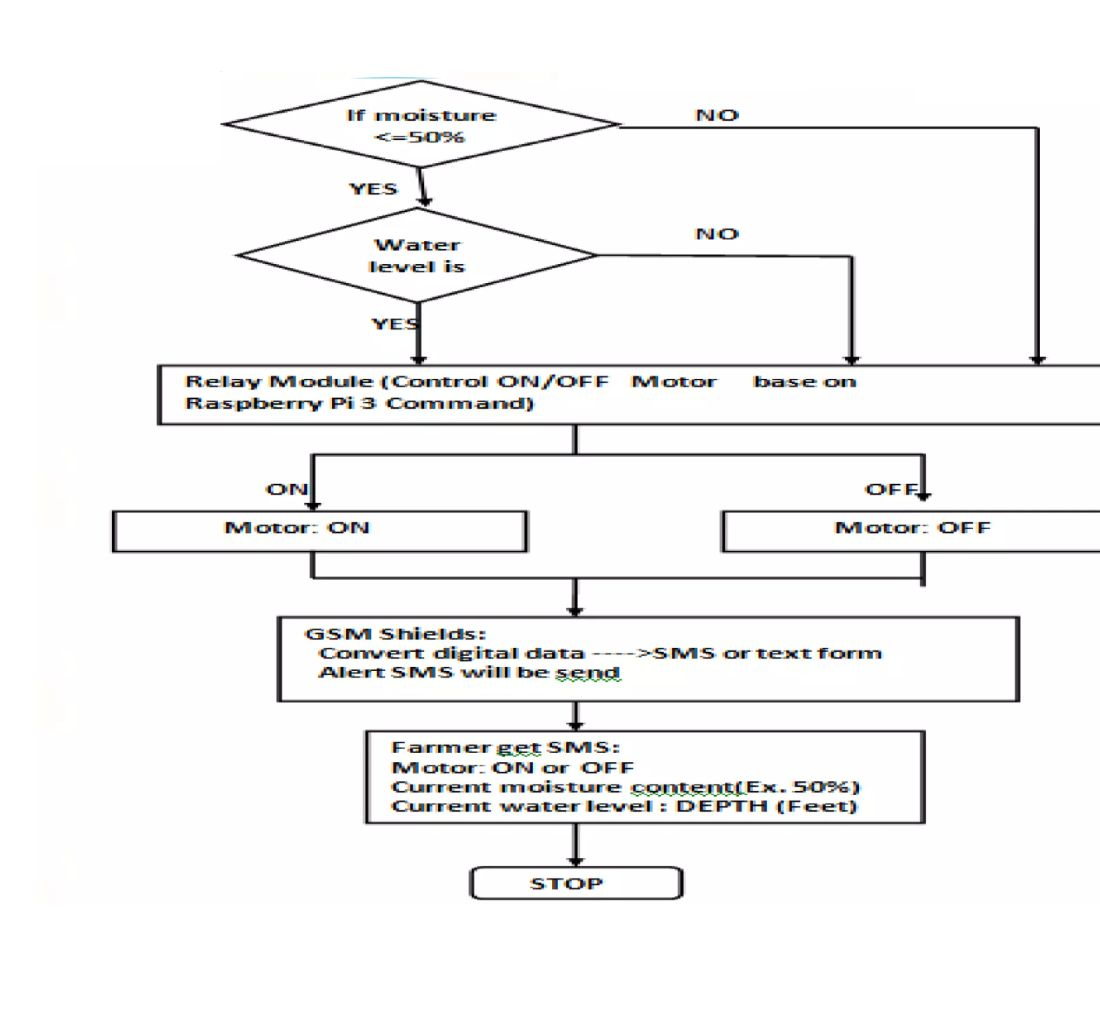 If moisture
<=50%
NO
YES
Water
level is
NO
YES
Relay Module (Control ON/OFF Motor base on
Raspberry Pi 3 Command)
ON
OFF
Motor: ON
Motor: OFF
GSM Shields:
Convert digital data ---->SMS or text form
Alert SMS will be send
Farmer get SMS:
Motor: ON or OFF
Current moisture content(Ex. 50%)
Current water level : DEPTH (Feet)
STOP